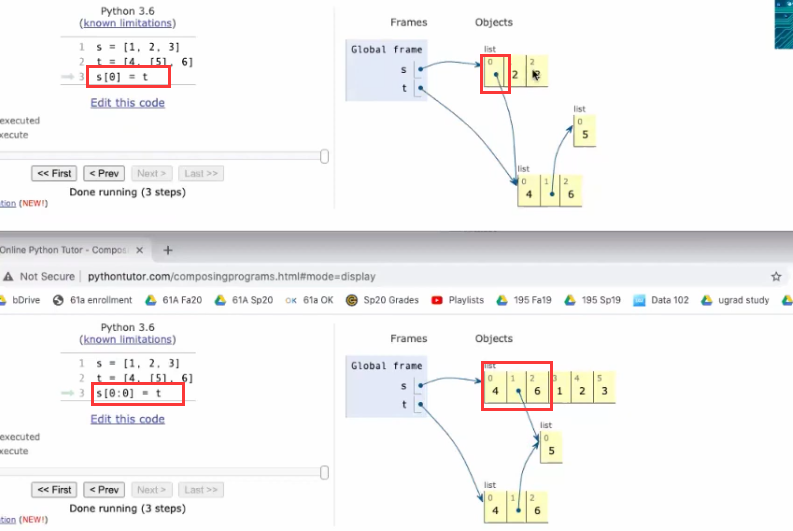 Python 3.6
(known limitations)
1 s = [1, 2, 3]
2 t = [4, [5], 6]
3 s[0] = t
Edit this code
executed
xecute
<< First < Prev Next > Last >>
Done running (3 steps)
tion (NEW!)
Frames Objects
Global frame
s
t
list
0 2
2
list
0
5
list
0 1 2
4 6
Online Python Tutor - Compos
Not Secure pythontutor.com/composingprograms.html#mode=display
bDrive 61a enrollment 61A Fa20 61A Sp20 OK 61a OK Sp20 Grades Playlists 195 Fa19 195 Sp19 Data 102 ugrad study
Python 3.6
(known limitations)
1 s = [1, 2, 3]
2 t = [4, [5], 6]
3 s[0:0] = t
Edit this code
executed
xecute
<< First < Prev Next > Last >>
Done running (3 steps)
tion (NEW!)
Frames Objects
Global frame
s
t
list
0 1 2 3 4 5
4 6 1 2 3
list
0
5
list
0 1 2
4 6